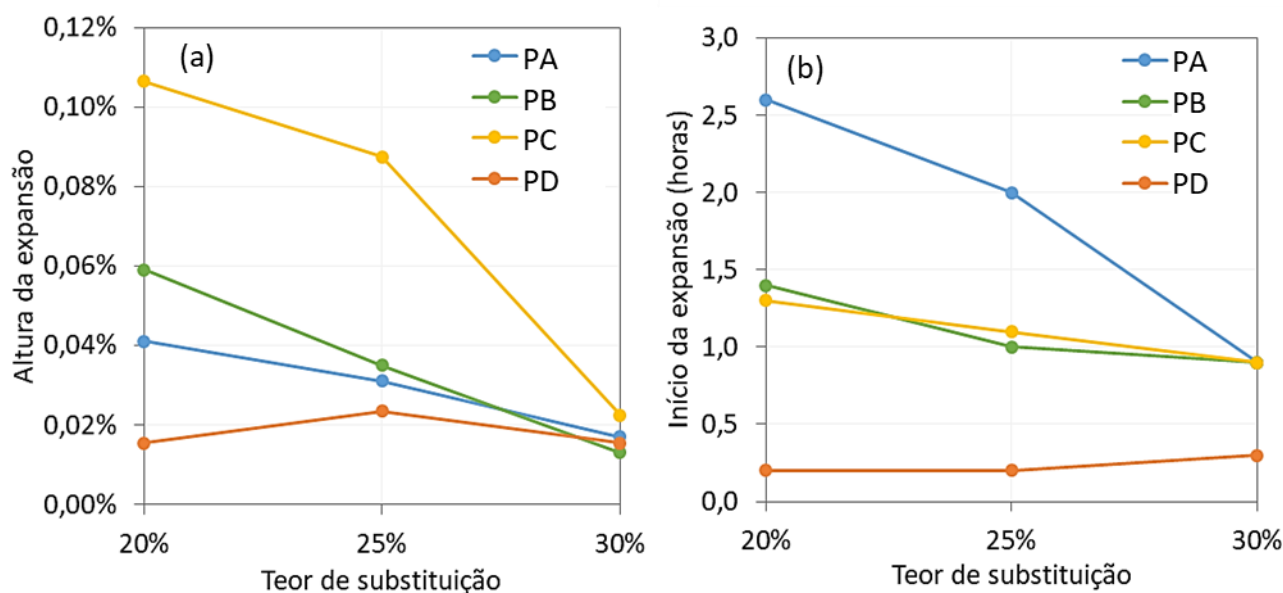 (a)
0,12%
0,10%
0,08%
0,06%
0,04%
0,02%
0,00%
Altura da expansão
PA
PB
PC
PD
20%
25%
30%
Teor de substituição
(b)
3,0
2,5
2,0
1,5
1,0
0,5
0,0
Início da expansão (horas)
PA
PB
PC
PD
20%
25%
30%
Teor de substituição